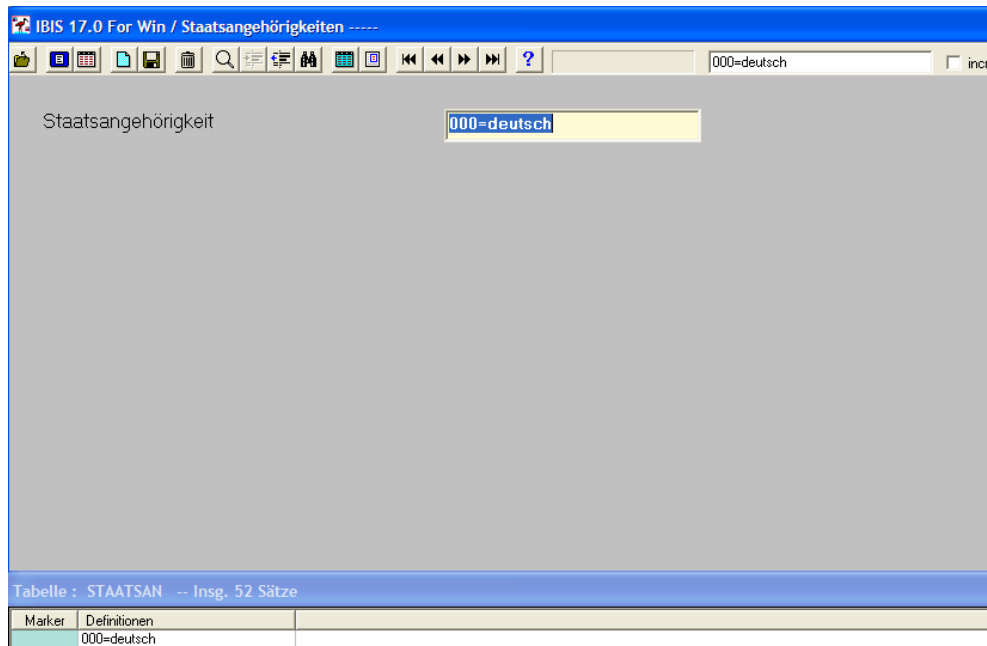 IBIS 17.0 For Win / Staatsangehörigkeiten -----
? 000=deutsch
Staatsangehörigkeit 000=deutsch
Tabelle : STAATSAN -- Insg. 52 Sätze
Marker Definitionen
000=deutsch